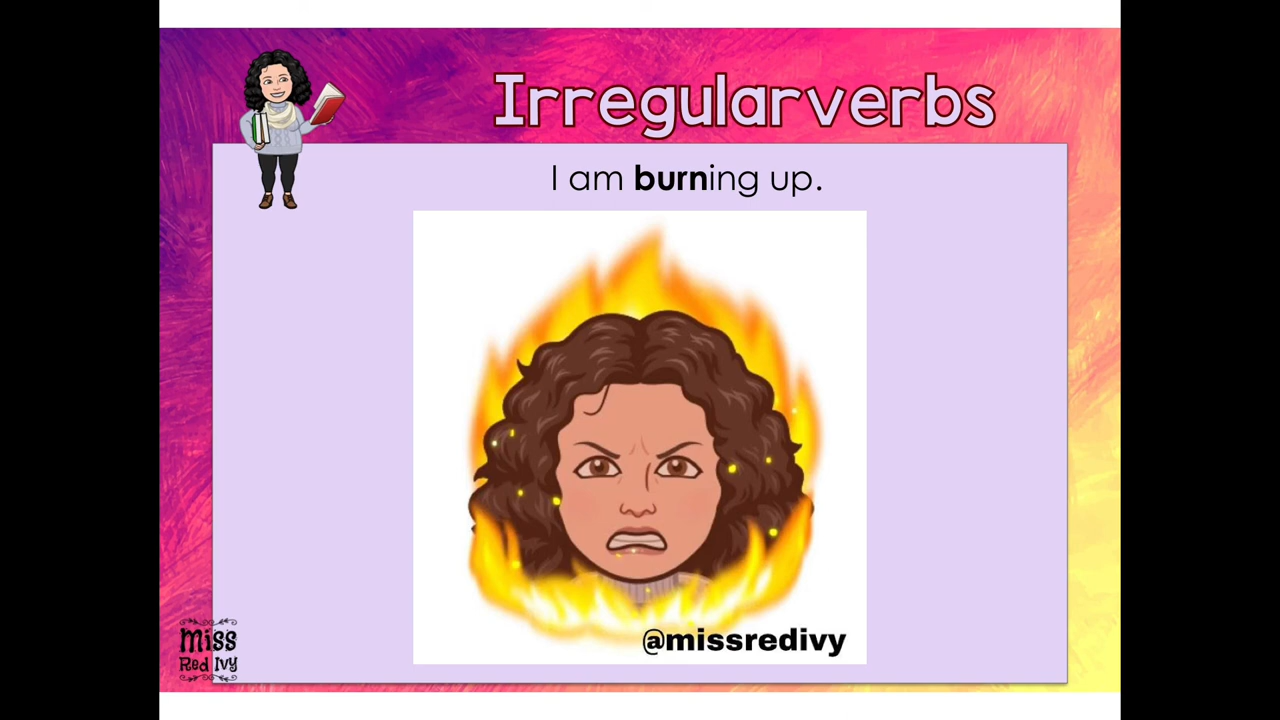 Irregularverbs
I am burning up.
@missredivy
Miss
Red Ivy